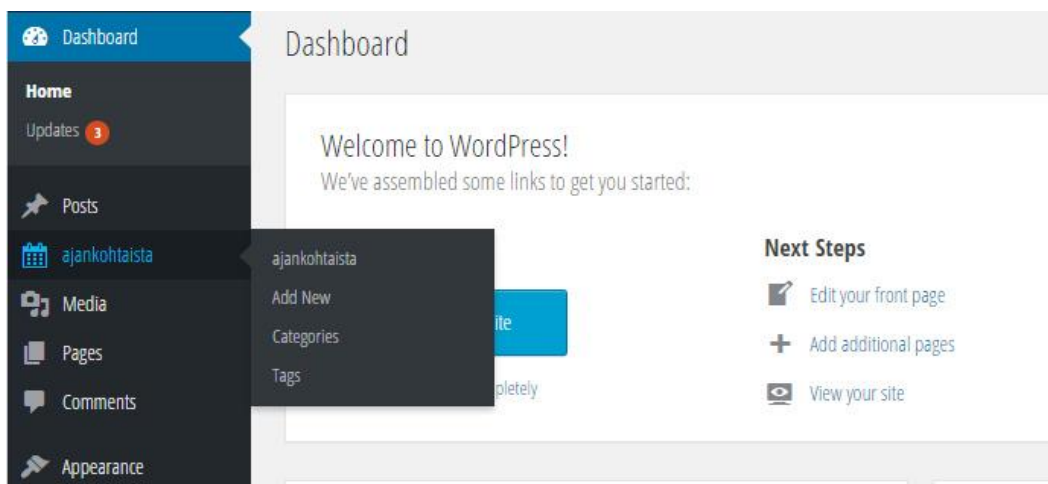 Dashboard
Home
Updates 3
Posts
ajankohtaista
Media
Pages
Comments
Appearance
ajankohtaista
Add New
Categories
Tags
Dashboard
Welcome to WordPress!
We've assembled some links to get you started:
Next Steps
Edit your front page
Add additional pages
View your site